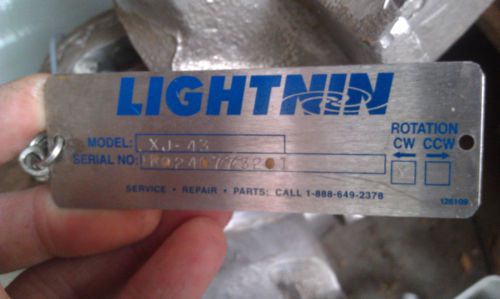 LIGHTNIN
MODEL: XJ-43
ROTATION
CW CCW
SERIAL NO:
SERVICE • REPAIR • PARTS: CALL 1-888-649-2378
126109